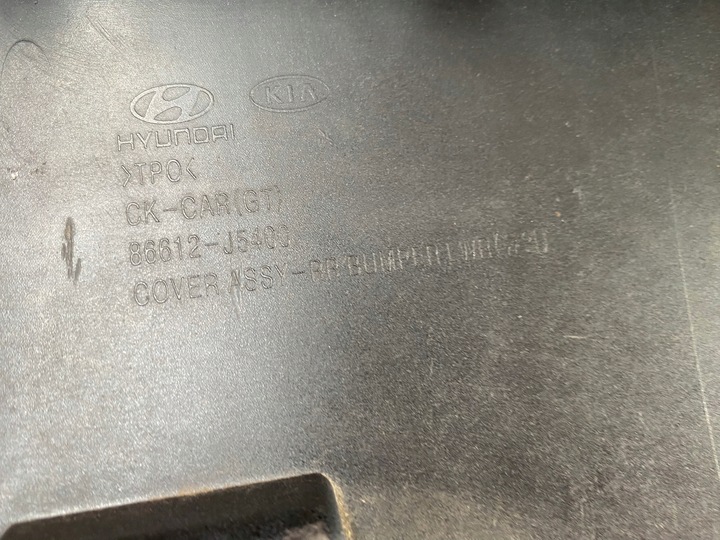 HYUNDAI KIA
>TPO<
CK-CAR(GT)
86612-J5400
COVER ASSY-RR BUMPER